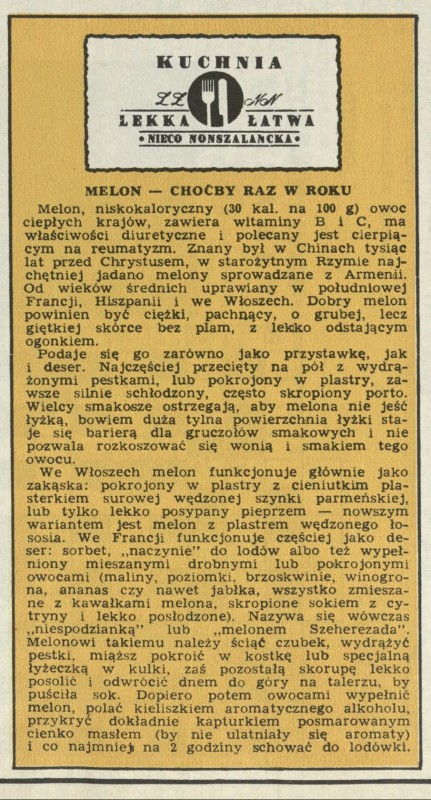 KUCHNIA
ŁŻ NN
LEKKA ŁATWA
• NIECO NONSZALANCKA •
MELON — CHOĆBY RAZ W ROKU
Melon, niskokaloryczny (30 kal. na 100 g) owoc
ciepłych krajów, zawiera witaminy B i C, ma
właściwości diuretyczne i polecany jest cierpią-
cym na reumatyzm. Znany był w Chinach tysiąc
lat przed Chrystusem, w starożytnym Rzymie naj-
chętniej jadano melony sprowadzane z Armenii.
Od wieków średnich uprawiany w południowej
Francji, Hiszpanii i we Włoszech. Dobry melon
powinien być ciężki, pachnący, o grubej, lecz
giętkiej skórce bez plam, z lekko odstającym
ogonkiem.
Podaje się go zarówno jako przystawkę, jak
i deser. Najczęściej przecięty na pół z wydrą-
żonymi pestkami, lub pokrojony w plastry, za-
wsze silnie schłodzony, często skropiony porto.
Wielcy smakosze ostrzegają, aby melona nie jeść
łyżką, bowiem duża tylna powierzchnia łyżki sta-
je się barierą dla gruczołów smakowych i nie
pozwala rozkoszować się wonią i smakiem tego
owocu.
We Włoszech melon funkcjonuje głównie jako
zakąska: pokrojony w plastry z cieniutkim pla-
sterkiem surowej wędzonej szynki parmeńskiej,
lub tylko lekko posypany pieprzem — nowszym
wariantem jest melon z plastrem wędzonego ło-
sosia. We Francji funkcjonuje częściej jako de-
ser: sorbet, „naczynie" do lodów albo też wypeł-
niony mieszanymi drobnymi lub pokrojonymi
owocami (maliny, poziomki, brzoskwinie, winogro-
na, ananas czy nawet jabłka, wszystko zmiesza-
ne z kawałkami melona, skropione sokiem z cy-
tryny i lekko posłodzone). Nazywa się wówczas
„niespodzianką" lub „melonem Szeherezada".
Melonowi takiemu należy ściąć czubek, wydrążyć
pestki, miąższ pokroić w kostkę lub specjalną
łyżeczką w kulki, zaś pozostałą skorupę lekko
posolić i odwrócić dnem do góry na talerzu, by
puściła sok. Dopiero potem owocami wypełnić
melon, polać kieliszkiem aromatycznego alkoholu,
przykryć dokładnie kapturkiem posmarowanym
cienko masłem (by nie ulatniały się aromaty)
i co najmniej na 2 godziny schować do lodówki.